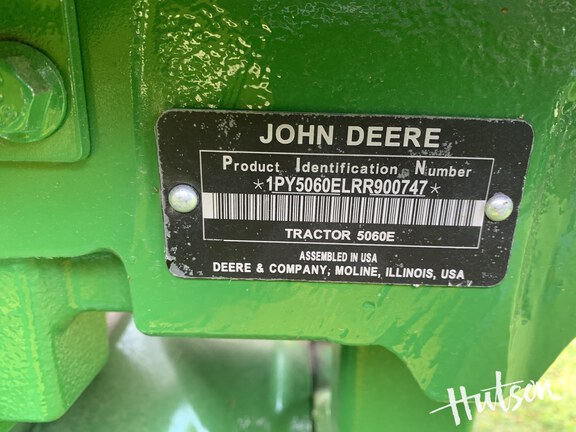 JOHN DEERE
Product Identification Number
*1PY5060ELRR900747*
TRACTOR 5060E
ASSEMBLED IN USA
DEERE & COMPANY, MOLINE, ILLINOIS, USA
Hutson